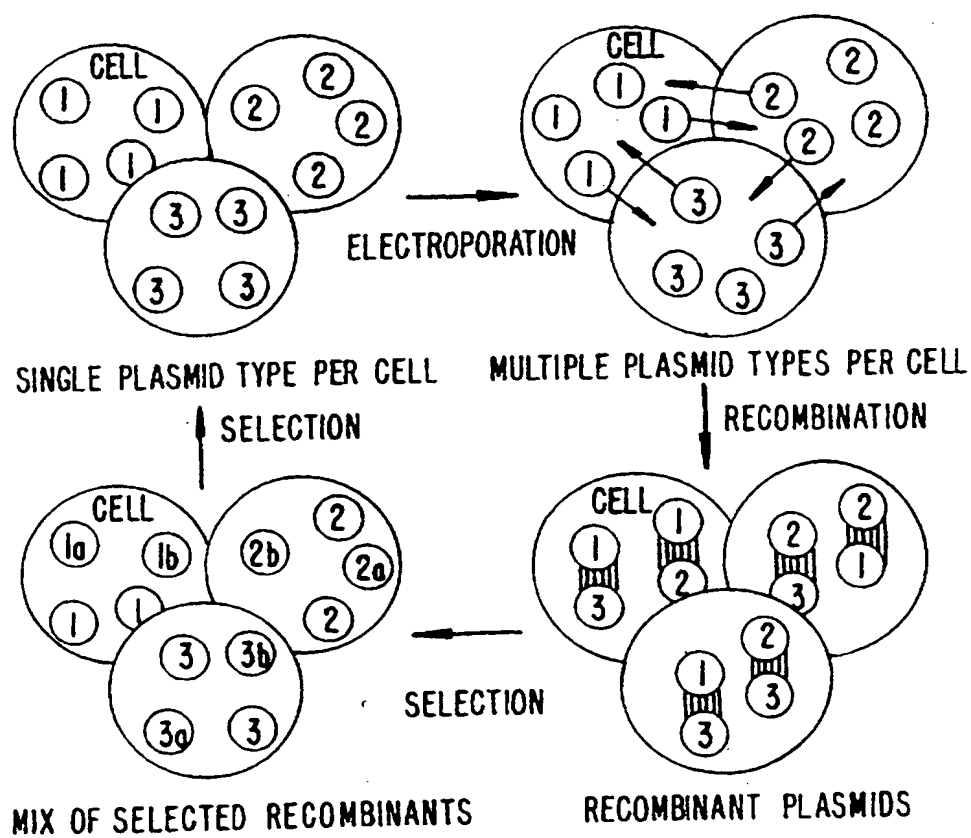 CELL
1 1 1 1
2 2 2 2
3 3 3 3
ELECTROPORATION
CELL
1 1 1 1
2 2 2 2
3 3 3 3
SINGLE PLASMID TYPE PER CELL
MULTIPLE PLASMID TYPES PER CELL
SELECTION
RECOMBINATION
CELL
1a 1b 1 1
2 2b 2a 2
3 3b 3a 3
SELECTION
CELL
1 3 1 2
2 3 2 1
1 3 2 3
MIX OF SELECTED RECOMBINANTS
RECOMBINANT PLASMIDS